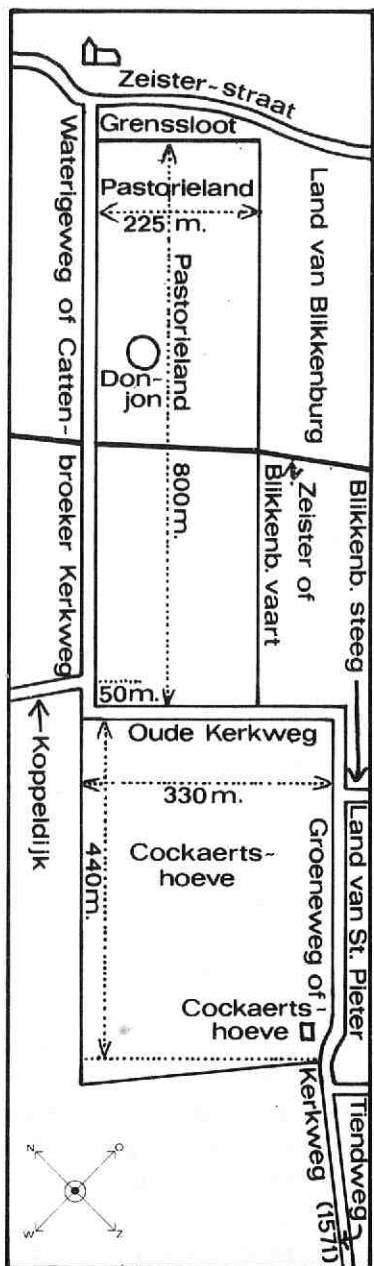 Zeister-straat
Grenssloot
Pastorieland
225 m.
Pastorieland
800m.
Don-
jon
Land van Blikkenburg
Waterigeweg of Catten-
broeker Kerkweg
Zeister of
Blikkenb. vaart
Blikkenb. steeg
50m.
Koppeldijk
Oude Kerkweg
330 m.
440m.
Cockaerts-
hoeve
Groeneweg of
Kerkweg (1571)
Land van St. Pieter
Cockaerts-
hoeve
Tiendweg
N
O
W
Z